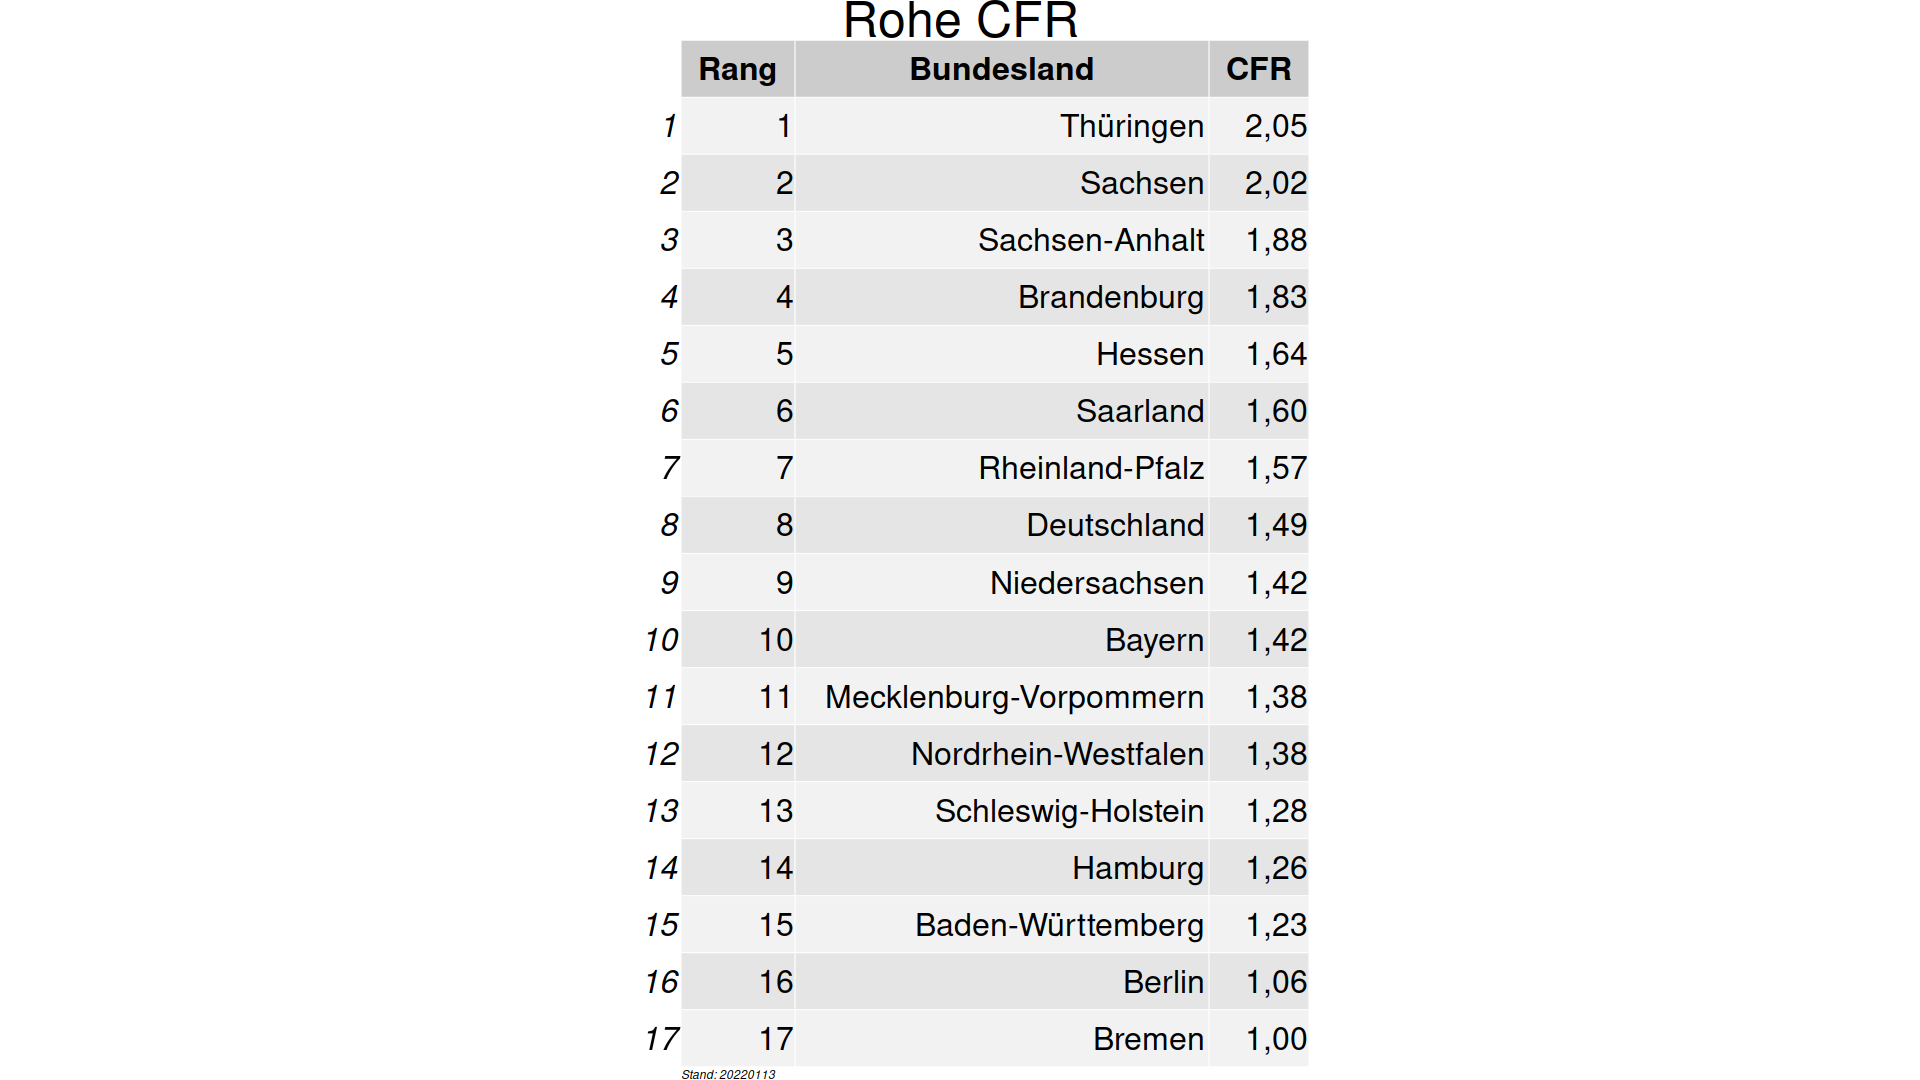 Rohe CFR
Rang Bundesland CFR
1 1 Thüringen 2,05
2 2 Sachsen 2,02
3 3 Sachsen-Anhalt 1,88
4 4 Brandenburg 1,83
5 5 Hessen 1,64
6 6 Saarland 1,60
7 7 Rheinland-Pfalz 1,57
8 8 Deutschland 1,49
9 9 Niedersachsen 1,42
10 10 Bayern 1,42
11 11 Mecklenburg-Vorpommern 1,38
12 12 Nordrhein-Westfalen 1,38
13 13 Schleswig-Holstein 1,28
14 14 Hamburg 1,26
15 15 Baden-Württemberg 1,23
16 16 Berlin 1,06
17 17 Bremen 1,00
Stand: 20220113